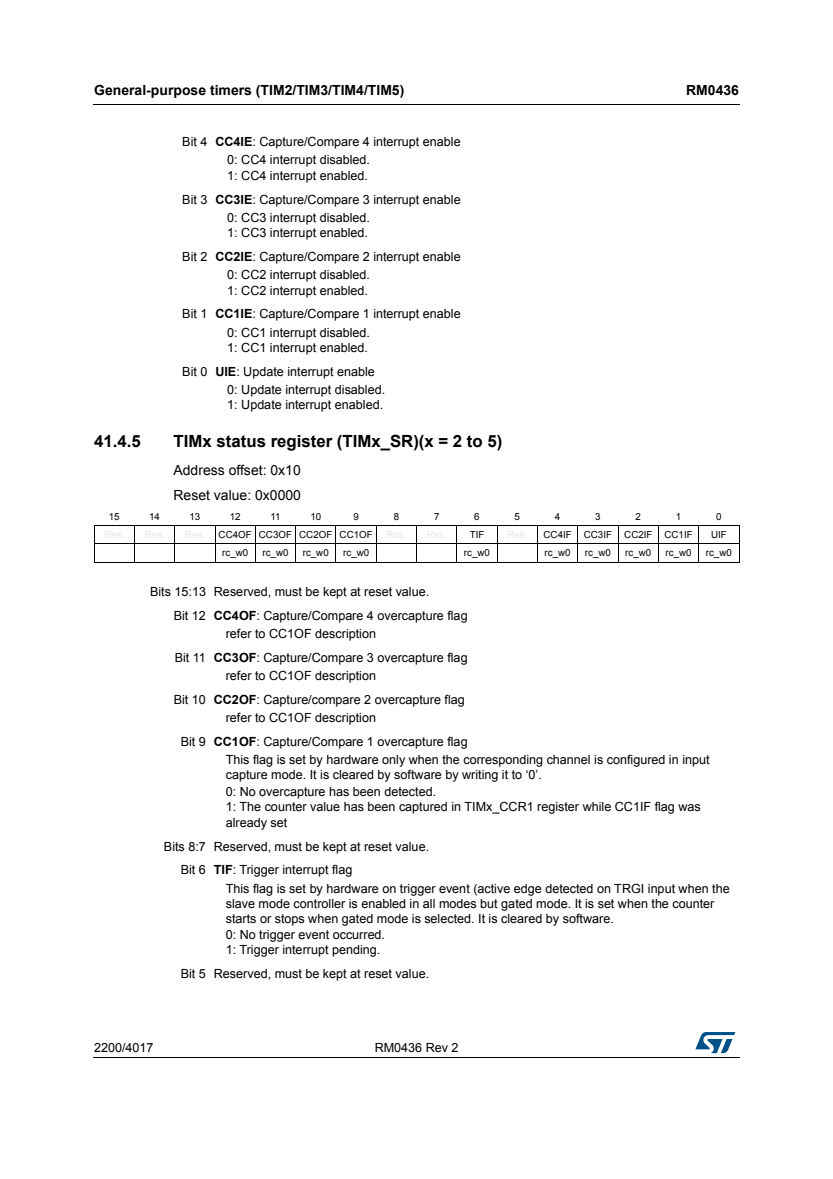 General-purpose timers (TIM2/TIM3/TIM4/TIM5) RM0436
Bit 4 CC4IE: Capture/Compare 4 interrupt enable
0: CC4 interrupt disabled.
1: CC4 interrupt enabled.
Bit 3 CC3IE: Capture/Compare 3 interrupt enable
0: CC3 interrupt disabled.
1: CC3 interrupt enabled.
Bit 2 CC2IE: Capture/Compare 2 interrupt enable
0: CC2 interrupt disabled.
1: CC2 interrupt enabled.
Bit 1 CC1IE: Capture/Compare 1 interrupt enable
0: CC1 interrupt disabled.
1: CC1 interrupt enabled.
Bit 0 UIE: Update interrupt enable
0: Update interrupt disabled.
1: Update interrupt enabled.
41.4.5 TIMx status register (TIMx_SR)(x = 2 to 5)
Address offset: 0x10
Reset value: 0x0000
15 14 13 12 11 10 9 8 7 6 5 4 3 2 1 0
Res. Res. Res. CC4OF CC3OF CC2OF CC1OF Res. Res. TIF Res. CC4IF CC3IF CC2IF CC1IF UIF
rc_w0 rc_w0 rc_w0 rc_w0 rc_w0 rc_w0 rc_w0 rc_w0 rc_w0 rc_w0
Bits 15:13 Reserved, must be kept at reset value.
Bit 12 CC4OF: Capture/Compare 4 overcapture flag
refer to CC1OF description
Bit 11 CC3OF: Capture/Compare 3 overcapture flag
refer to CC1OF description
Bit 10 CC2OF: Capture/compare 2 overcapture flag
refer to CC1OF description
Bit 9 CC1OF: Capture/Compare 1 overcapture flag
This flag is set by hardware only when the corresponding channel is configured in input
capture mode. It is cleared by software by writing it to ‘0’.
0: No overcapture has been detected.
1: The counter value has been captured in TIMx_CCR1 register while CC1IF flag was
already set
Bits 8:7 Reserved, must be kept at reset value.
Bit 6 TIF: Trigger interrupt flag
This flag is set by hardware on trigger event (active edge detected on TRGI input when the
slave mode controller is enabled in all modes but gated mode. It is set when the counter
starts or stops when gated mode is selected. It is cleared by software.
0: No trigger event occurred.
1: Trigger interrupt pending.
Bit 5 Reserved, must be kept at reset value.
2200/4017 RM0436 Rev 2 ST